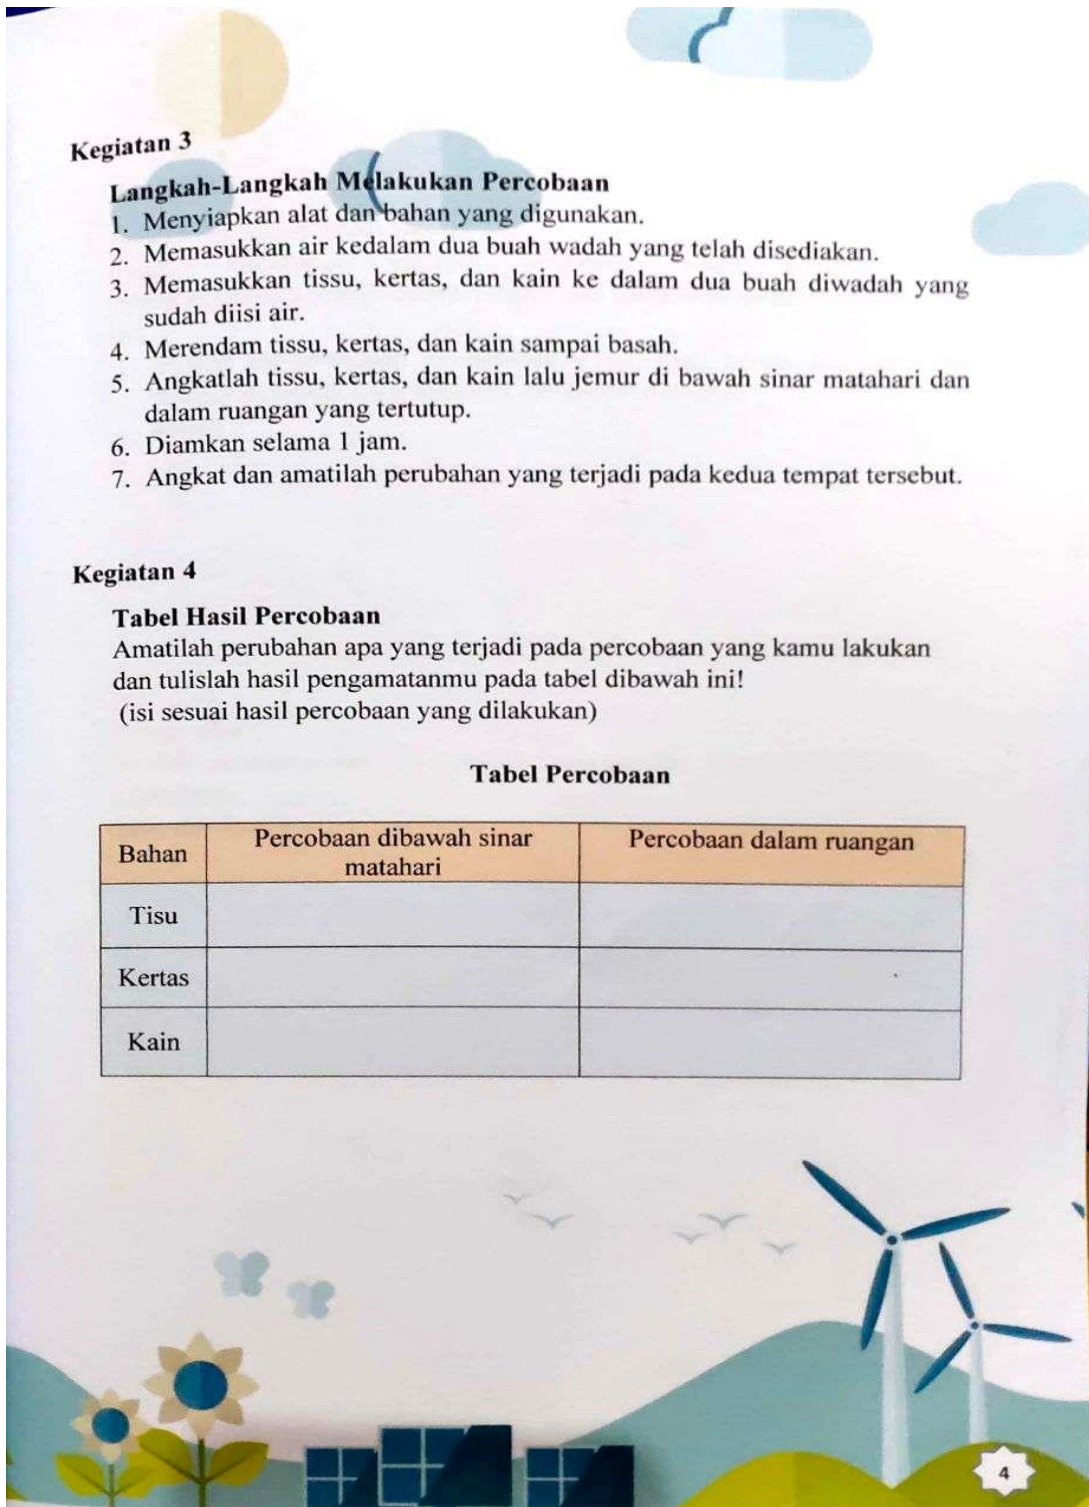 Kegiatan 3
Langkah-Langkah Melakukan Percobaan
1. Menyiapkan alat dan bahan yang digunakan.
2. Memasukkan air kedalam dua buah wadah yang telah disediakan.
3. Memasukkan tissu, kertas, dan kain ke dalam dua buah diwadah yang
sudah diisi air.
4. Merendam tissu, kertas, dan kain sampai basah.
5. Angkatlah tissu, kertas, dan kain lalu jemur di bawah sinar matahari dan
dalam ruangan yang tertutup.
6. Diamkan selama 1 jam.
7. Angkat dan amatilah perubahan yang terjadi pada kedua tempat tersebut.
Kegiatan 4
Tabel Hasil Percobaan
Amatilah perubahan apa yang terjadi pada percobaan yang kamu lakukan
dan tulislah hasil pengamatanmu pada tabel dibawah ini!
(isi sesuai hasil percobaan yang dilakukan)
Tabel Percobaan
Bahan
Percobaan dibawah sinar
matahari
Percobaan dalam ruangan
Tisu
Kertas
Kain
4